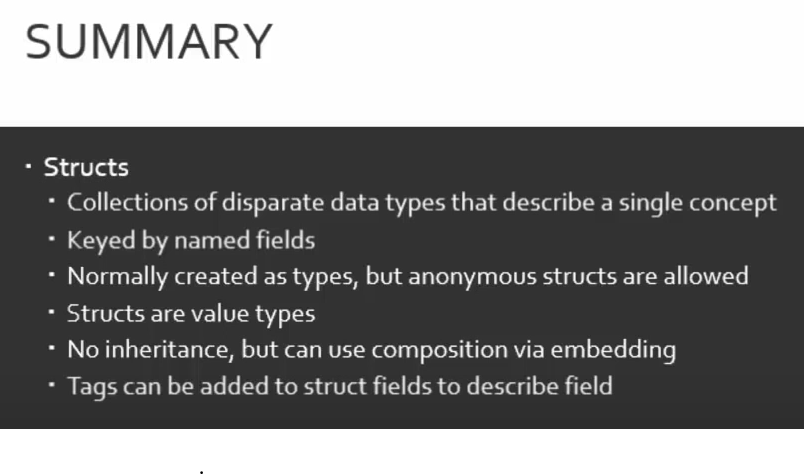 SUMMARY
▪ Structs
▪ Collections of disparate data types that describe a single concept
▪ Keyed by named fields
▪ Normally created as types, but anonymous structs are allowed
▪ Structs are value types
▪ No inheritance, but can use composition via embedding
▪ Tags can be added to struct fields to describe field